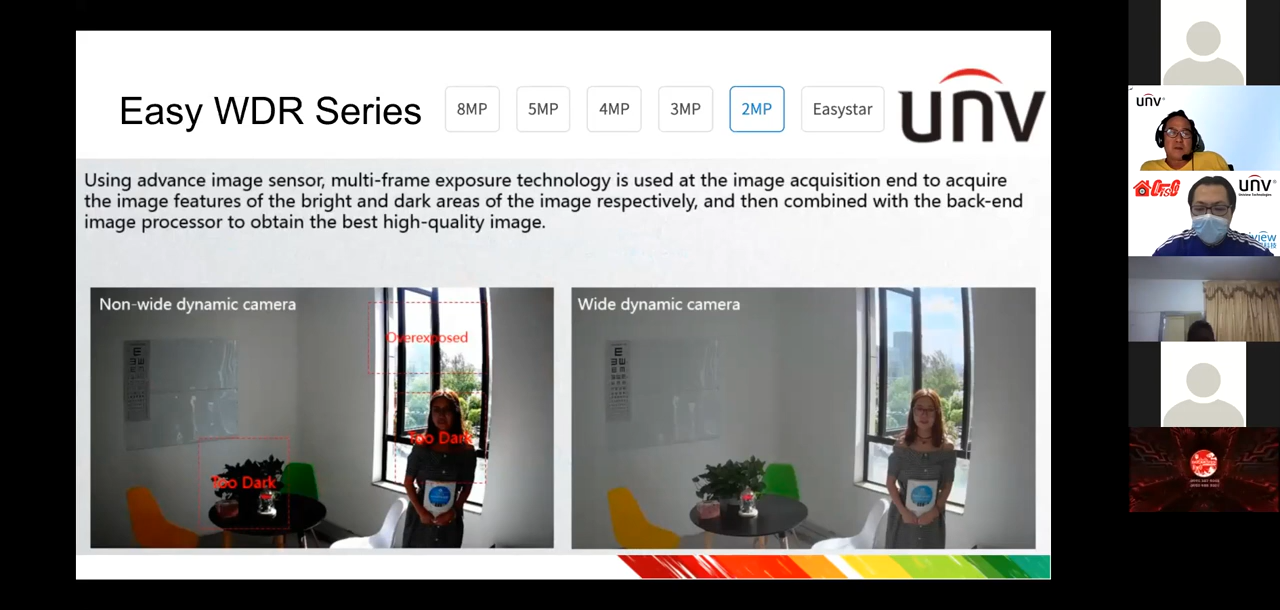 Easy WDR Series
8MP
5MP
4MP
3MP
2MP
Easystar
unv
Using advance image sensor, multi-frame exposure technology is used at the image acquisition end to acquire
the image features of the bright and dark areas of the image respectively, and then combined with the back-end
image processor to obtain the best high-quality image.
Non-wide dynamic camera
Overexposed
Too Dark
Too Dark
Wide dynamic camera
unv
unv